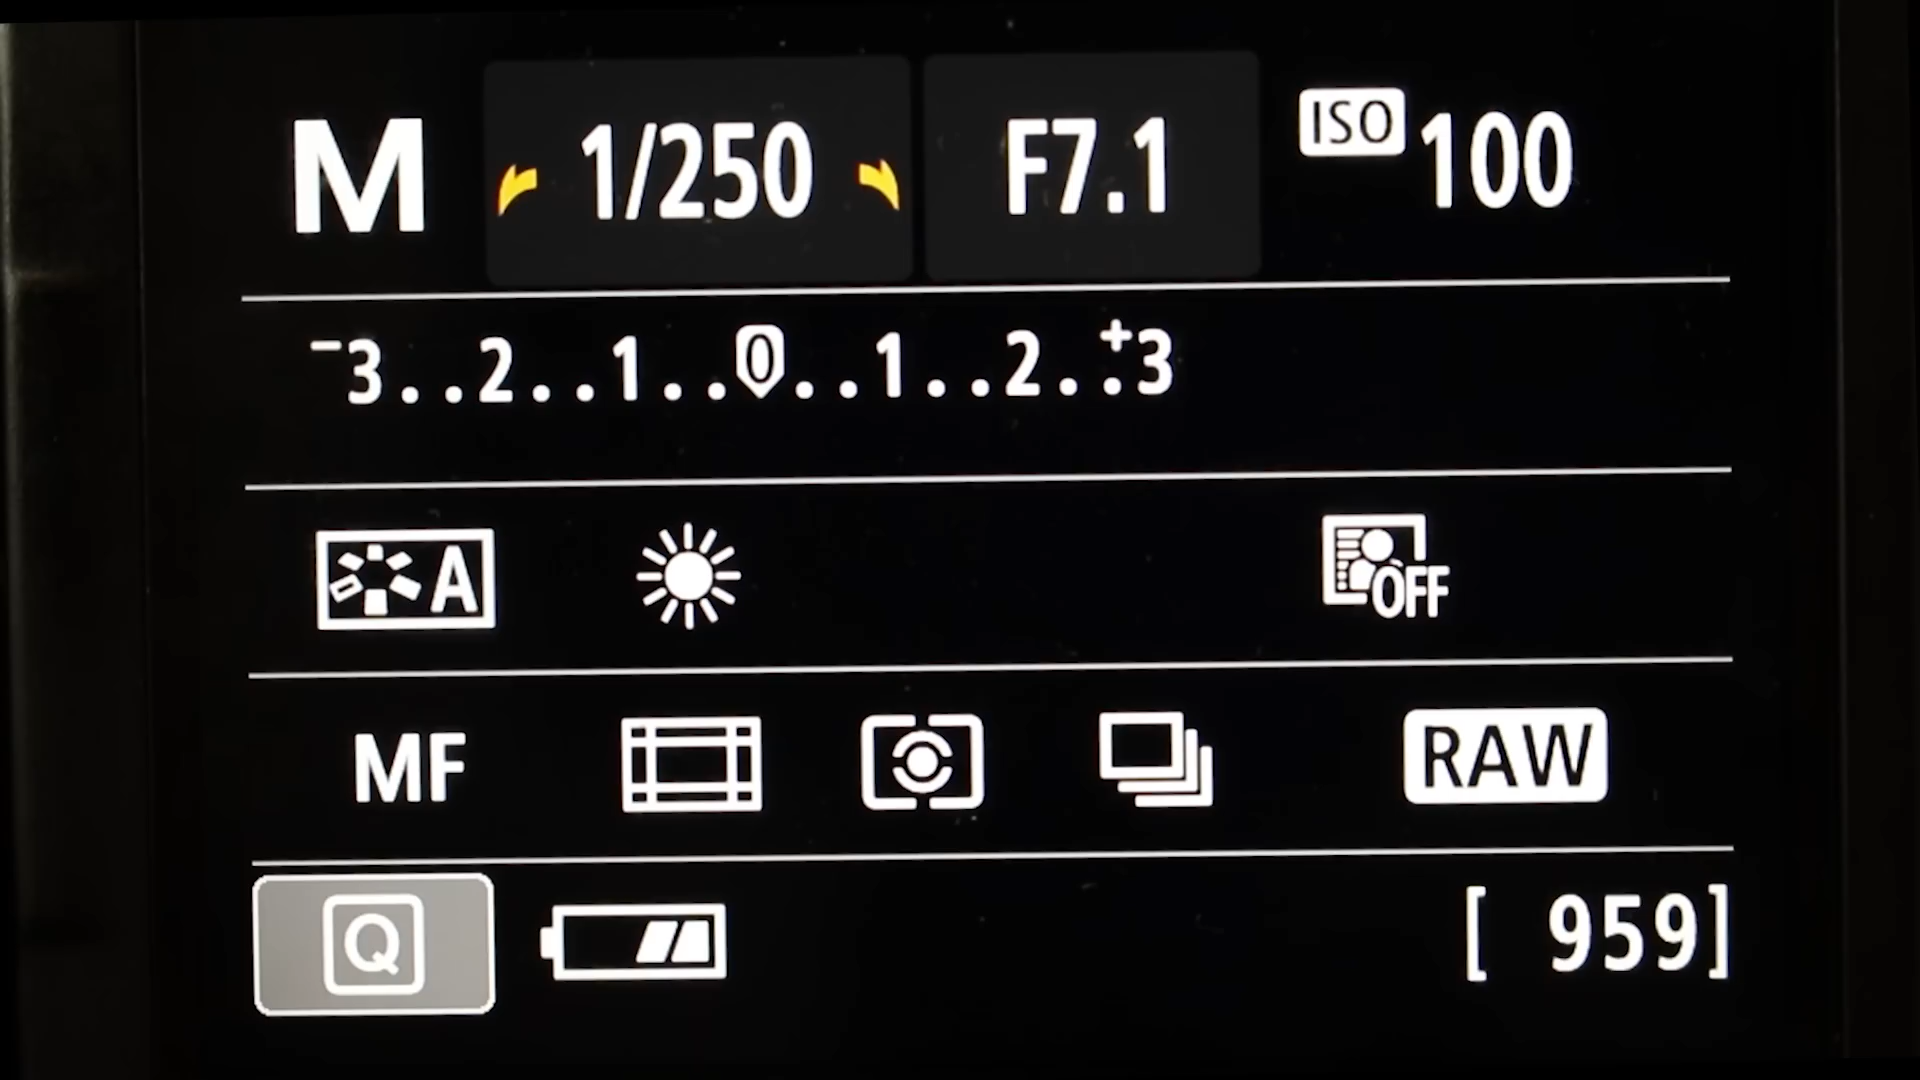 M 1/250 F7.1 ISO 100
-3..2..1..0..1..2..+3
A OFF
MF RAW
Q [ 959]